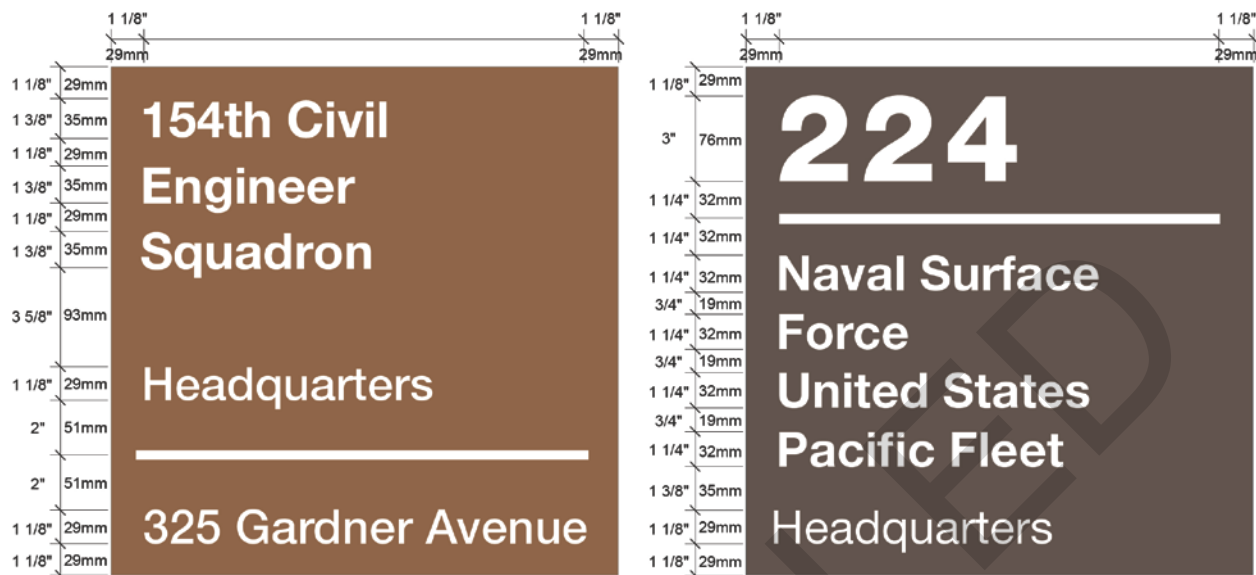 1 1/8" 1 1/8"
29mm 29mm
1 1/8" 29mm
1 3/8" 35mm
1 1/8" 29mm
1 3/8" 35mm
1 1/8" 29mm
1 3/8" 35mm
3 5/8" 93mm
1 1/8" 29mm
2" 51mm
2" 51mm
1 1/8" 29mm
1 1/8" 29mm
154th Civil
Engineer
Squadron
Headquarters
325 Gardner Avenue
1 1/8" 1 1/8"
29mm 29mm
1 1/8" 29mm
3" 76mm
1 1/4" 32mm
1 1/4" 32mm
1 1/4" 32mm
3/4" 19mm
1 1/4" 32mm
3/4" 19mm
1 1/4" 32mm
3/4" 19mm
1 1/4" 32mm
1 3/8" 35mm
1 1/8" 29mm
1 1/8" 29mm
224
Naval Surface
Force
United States
Pacific Fleet
Headquarters